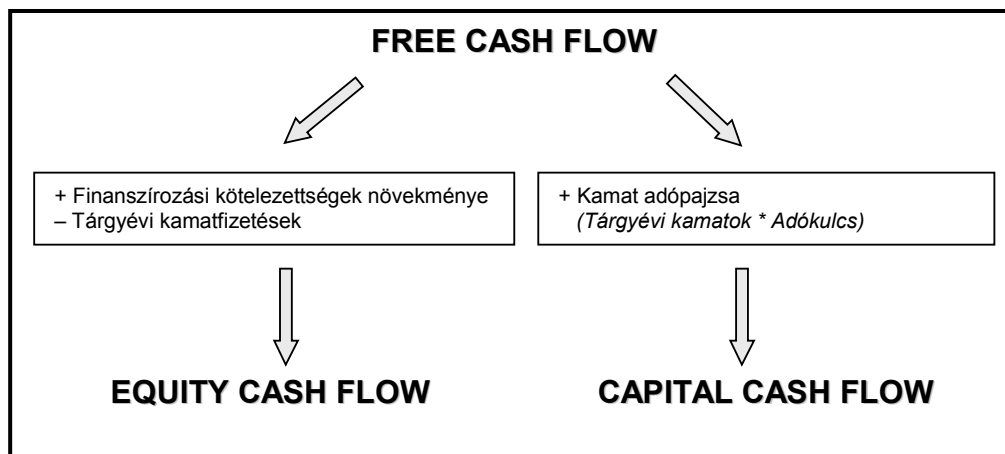 FREE CASH FLOW
+ Finanszírozási kötelezettségek növekménye
– Tárgyévi kamatfizetések
+ Kamat adópajzsa
(Tárgyévi kamatok * Adókulcs)
EQUITY CASH FLOW
CAPITAL CASH FLOW